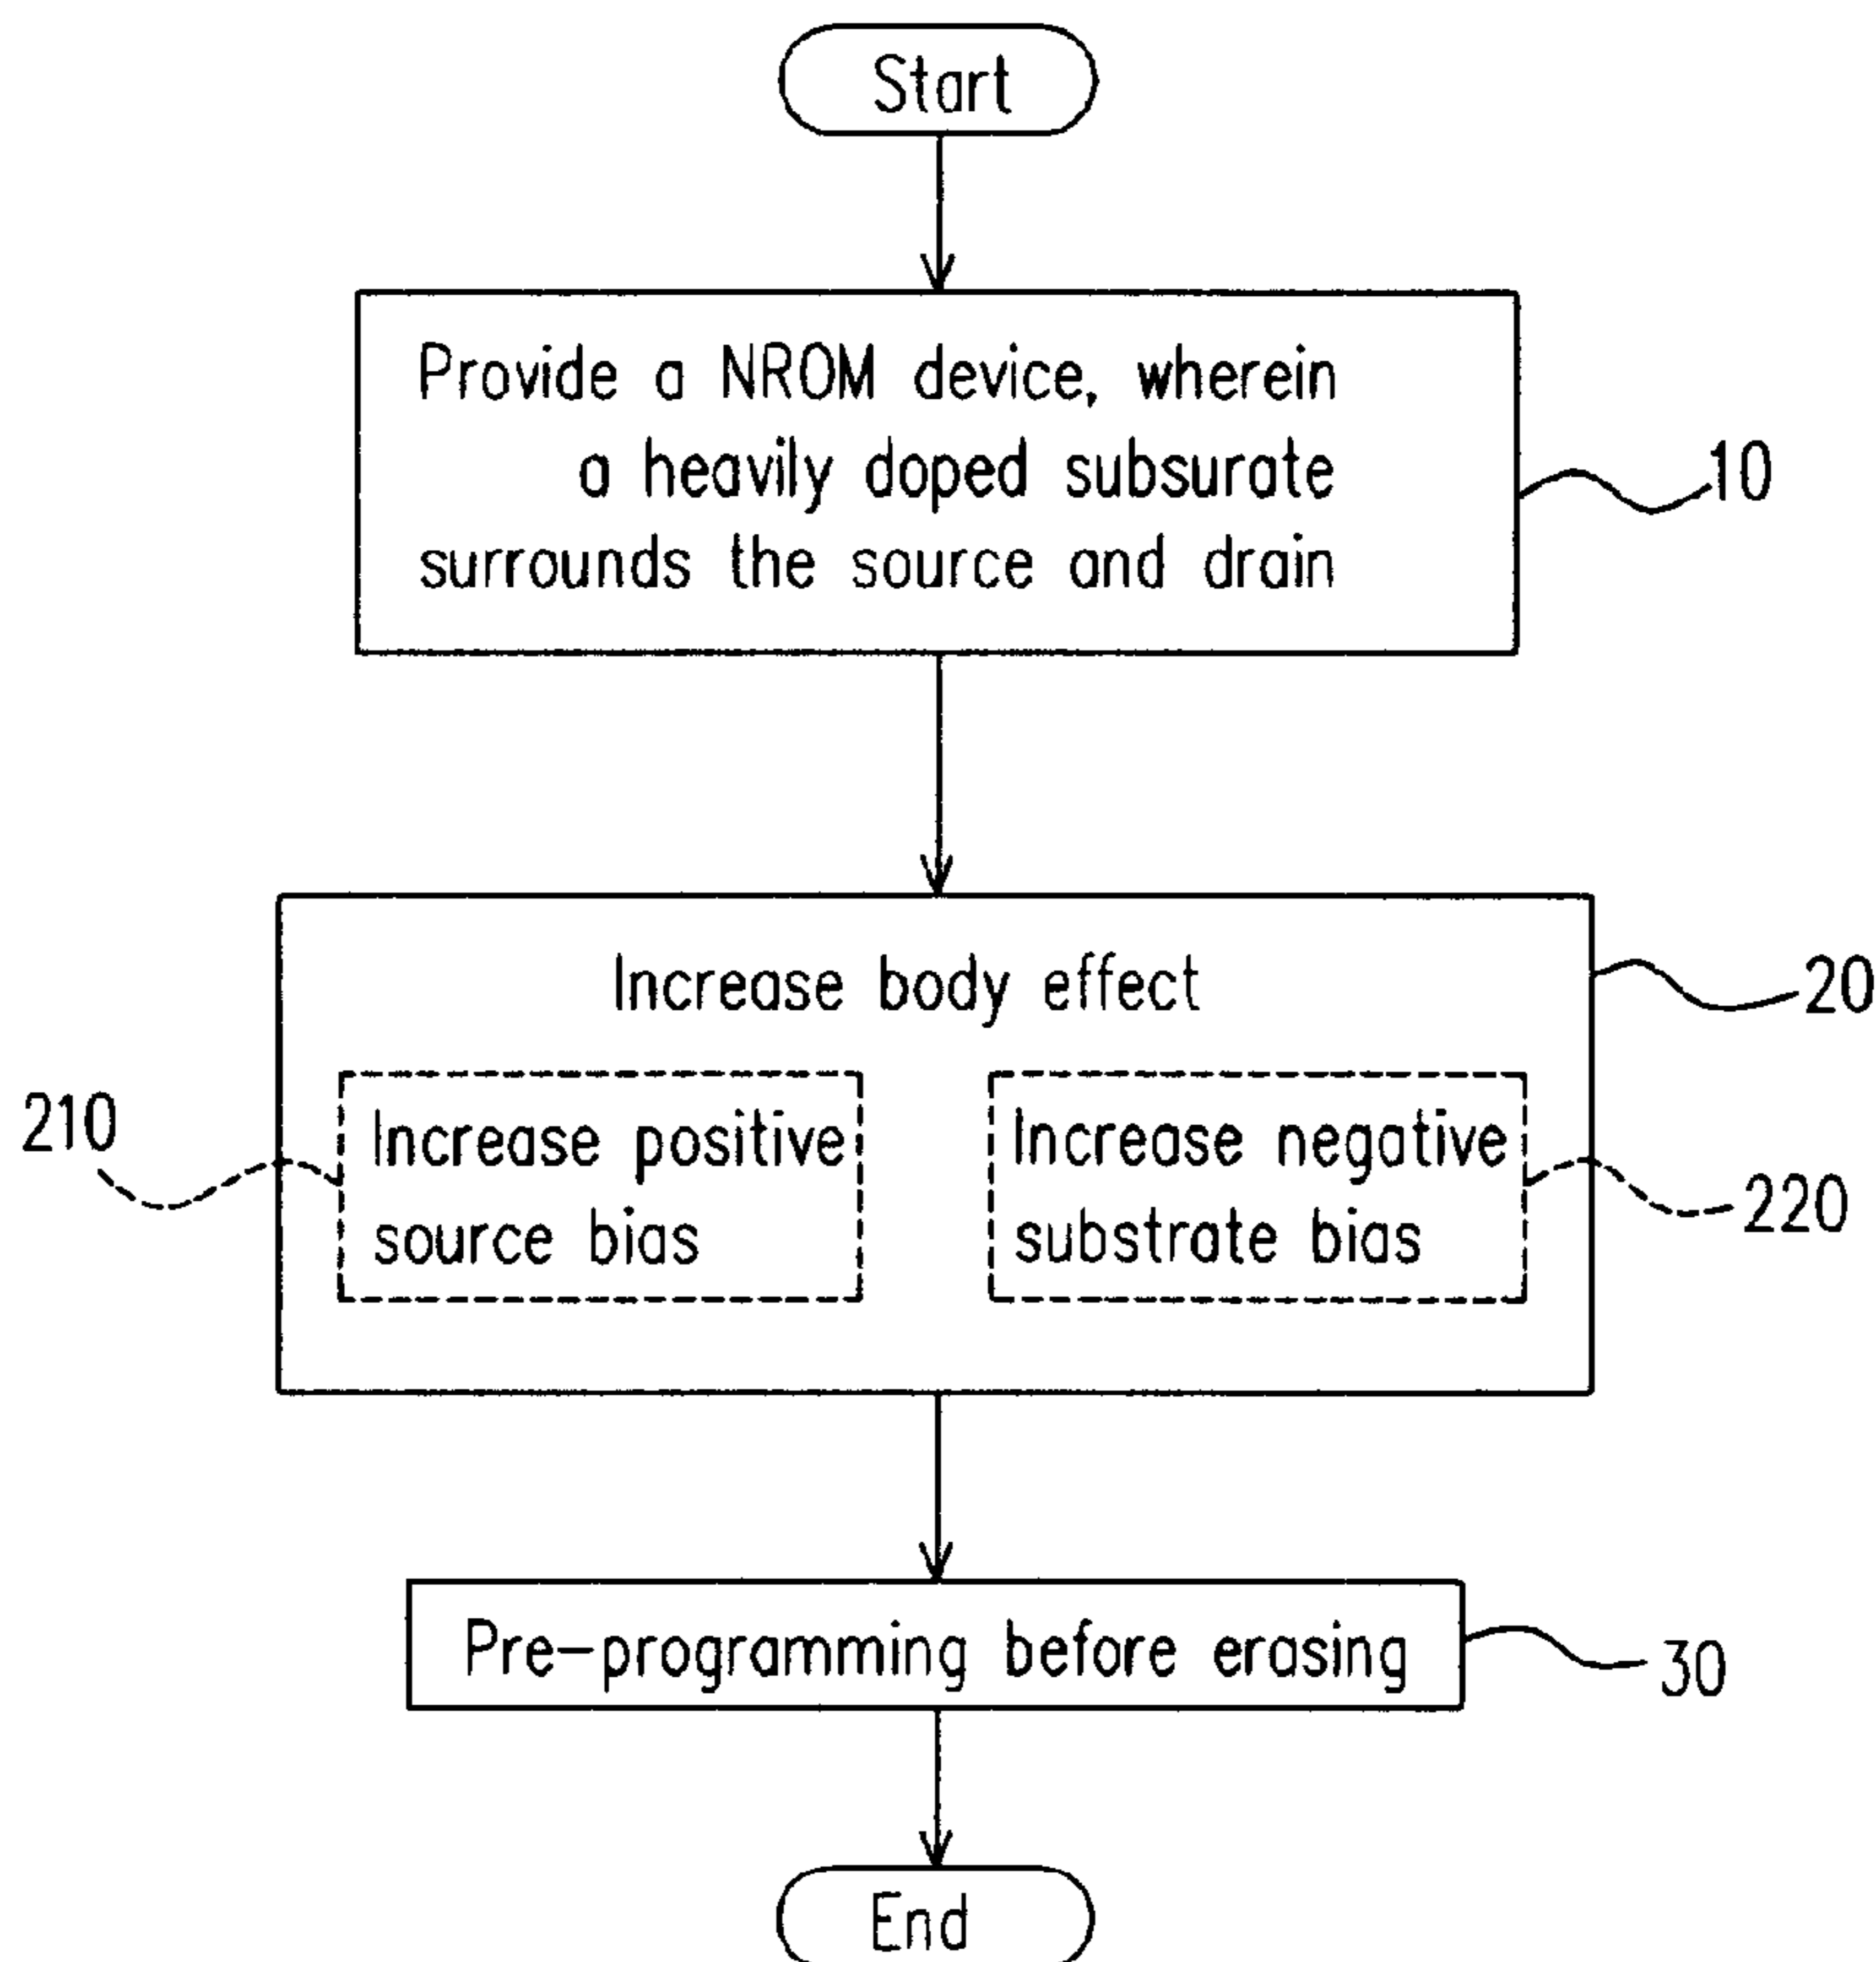 Start
Provide a NROM device, wherein
a heavily doped subsurate
surrounds the source and drain
10
Increase body effect
20
210
Increase positive
source bias
Increase negative
substrate bias
220
Pre-programming before erasing
30
End